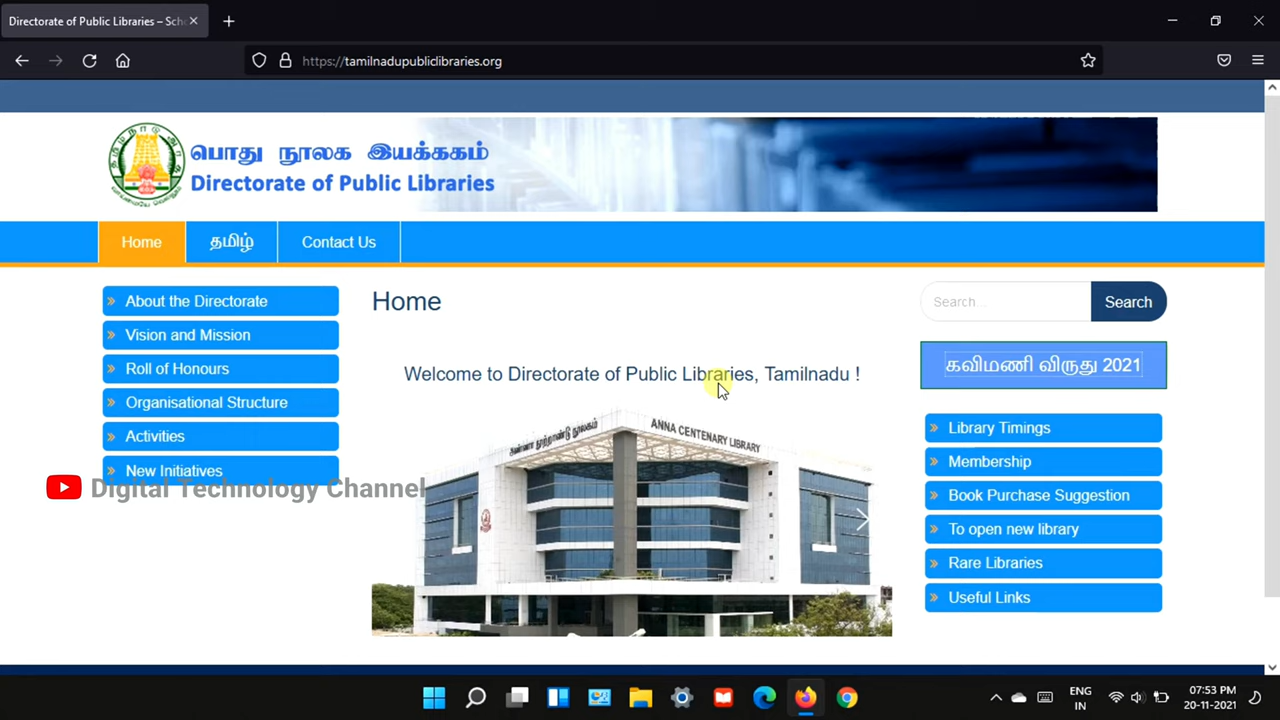 Directorate of Public Libraries – Sch
https://tamilnadupubliclibraries.org
பொது நூலக இயக்ககம்
Directorate of Public Libraries
Home
தமிழ்
Contact Us
About the Directorate
Vision and Mission
Roll of Honours
Organisational Structure
Activities
New Initiatives
Digital Technology Channel
Home
Welcome to Directorate of Public Libraries, Tamilnadu !
அண்ணா நூற்றாண்டு நூலகம்
ANNA CENTENARY LIBRARY
Search...
Search
கவிமணி விருது 2021
Library Timings
Membership
Book Purchase Suggestion
To open new library
Rare Libraries
Useful Links
ENG
IN
07:53 PM
20-11-2021